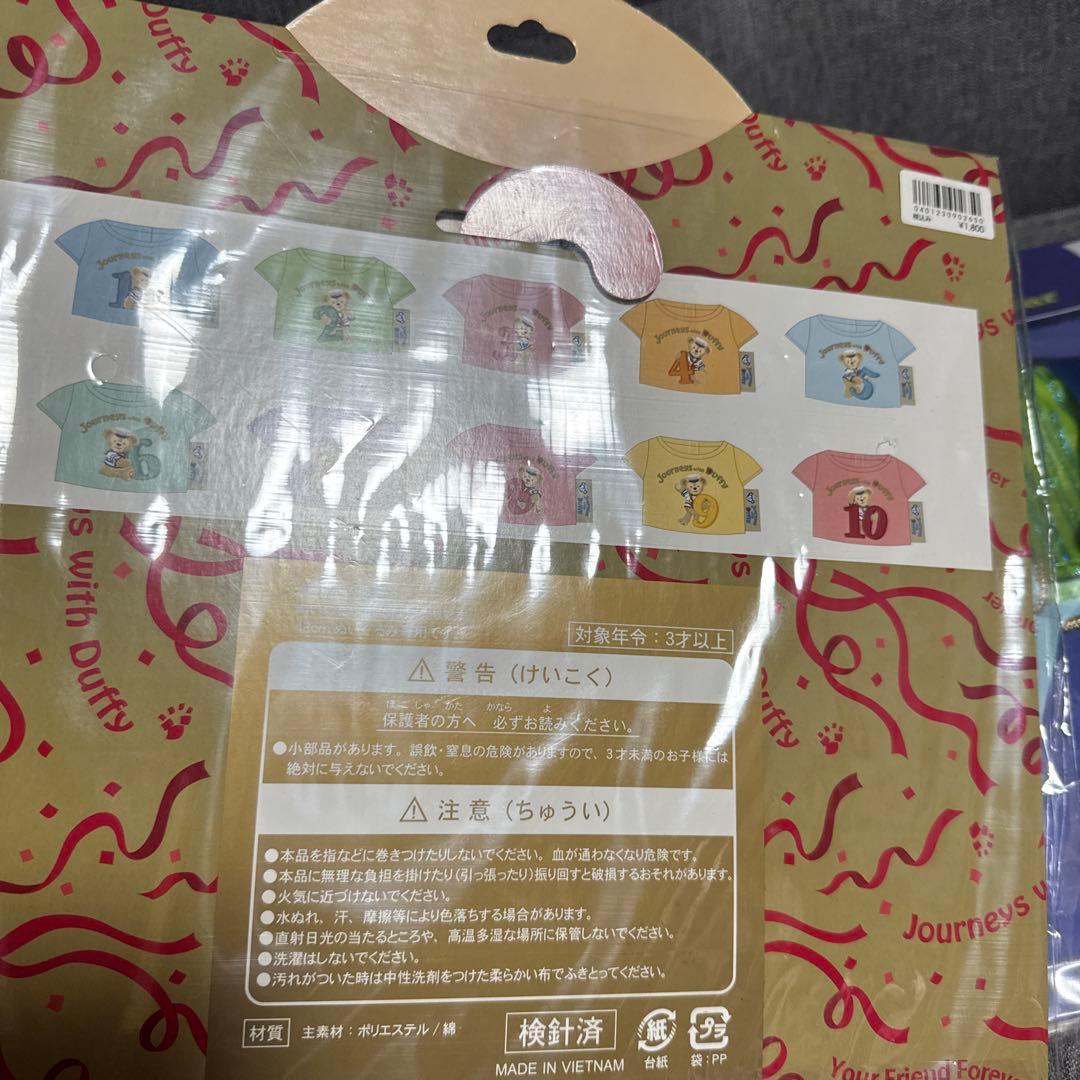 Duffy
Duffy
0401230902650
税込み
¥1,800
Journeys with Duffy
1
Journeys with Duffy
2
3
Journeys with Duffy
4
Journeys with Duffy
5
Journeys with Duffy
6
8
Journeys with Duffy
9
Journeys with Duffy
10
s with Duffy
Duffy
対象年令：3才以上
⚠ 警告（けいこく）
保護者の方へ 必ずお読みください。
●小部品があります。誤飲・窒息の危険がありますので、3才未満のお子様には
絶対に与えないでください。
⚠ 注意（ちゅうい）
●本品を指などに巻きつけたりしないでください。血が通わなくなり危険です。
●本品に無理な負担を掛けたり（引っ張ったり）振り回すと破損するおそれがあります。
●火気に近づけないでください。
●水ぬれ、汗、摩擦等により色落ちする場合があります。
●直射日光の当たるところや、高温多湿な場所に保管しないでください。
●洗濯はしないでください。
●汚れがついた時は中性洗剤をつけた柔らかい布でふきとってください。
Journeys w
材質 主素材：ポリエステル/綿
検針済
MADE IN VIETNAM
紙
台紙
プラ
袋：PP
Your Friend Forever